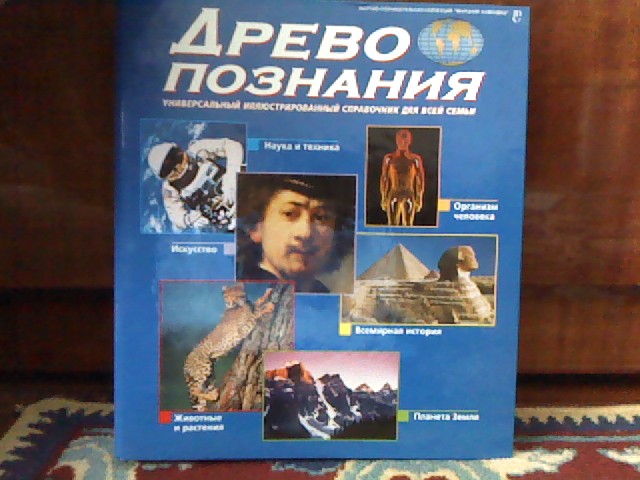 ДРЕВО
ПОЗНАНИЯ
УНИВЕРСАЛЬНЫЙ ИЛЛЮСТРИРОВАННЫЙ СПРАВОЧНИК ДЛЯ ВСЕЙ СЕМЬИ
Наука и техника
Организм
человека
Искусство
Всемирная история
Животные
и растения
Планета Земля